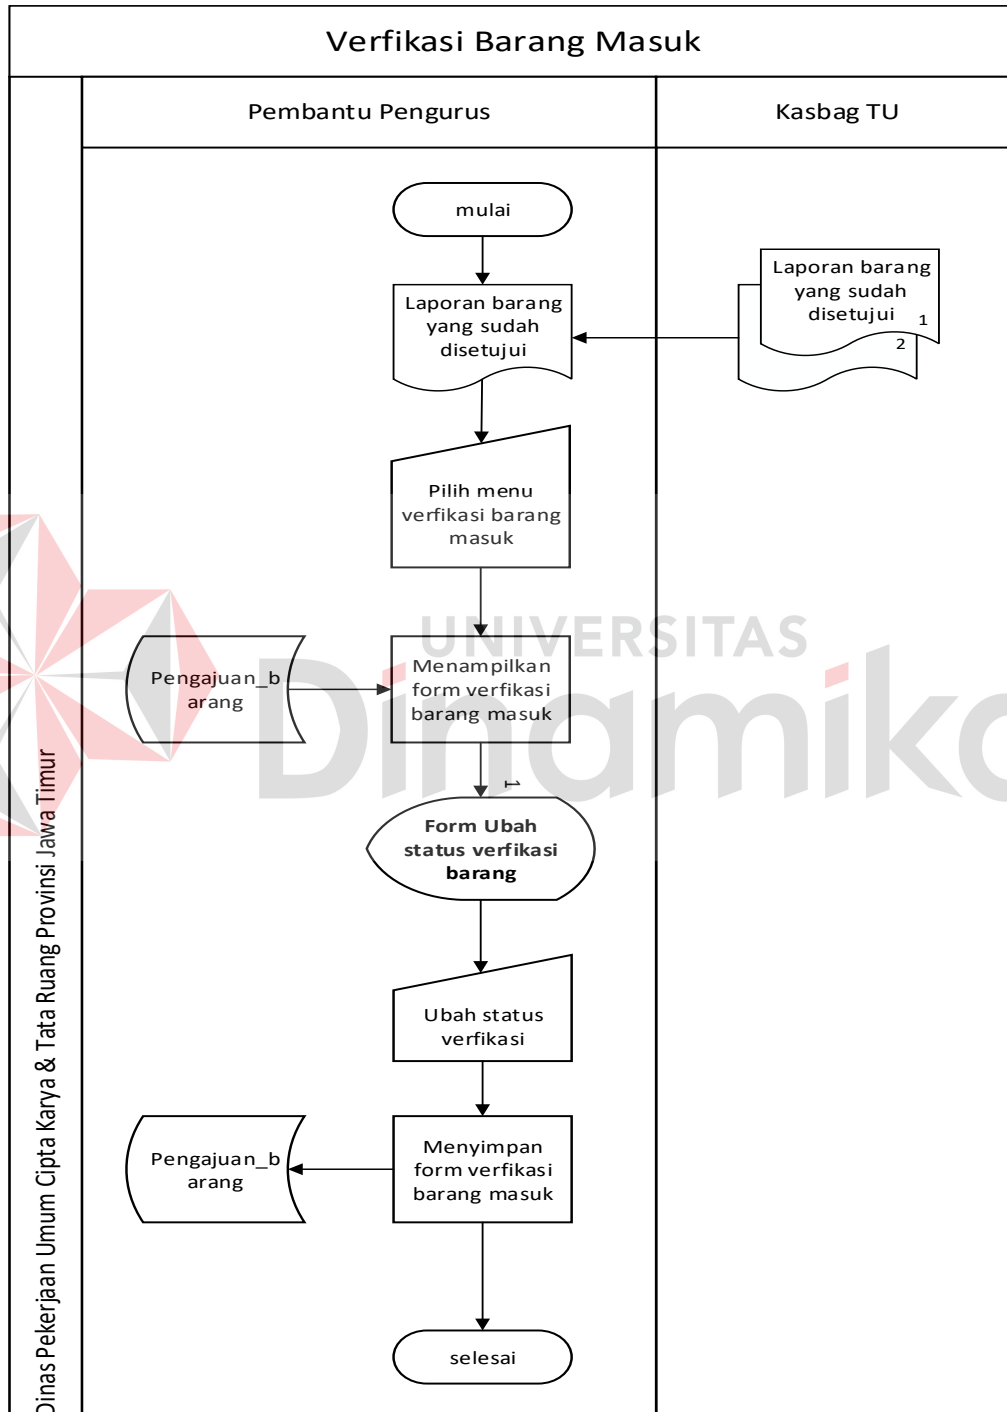 Verfikasi Barang Masuk
Pembantu Pengurus
Kasbag TU
mulai
Laporan barang
yang sudah
disetujui
Laporan barang
yang sudah
disetujui
1
2
Pilih menu
verfikasi barang
masuk
UNIVERSITAS
Dinamika
Pengajuan_b
arang
Menampilkan
form verfikasi
barang masuk
1
Form Ubah
status verfikasi
barang
Ubah status
verfikasi
Pengajuan_b
arang
Menyimpan
form verfikasi
barang masuk
selesai
Dinas Pekerjaan Umum Cipta Karya & Tata Ruang Provinsi Jawa Timur